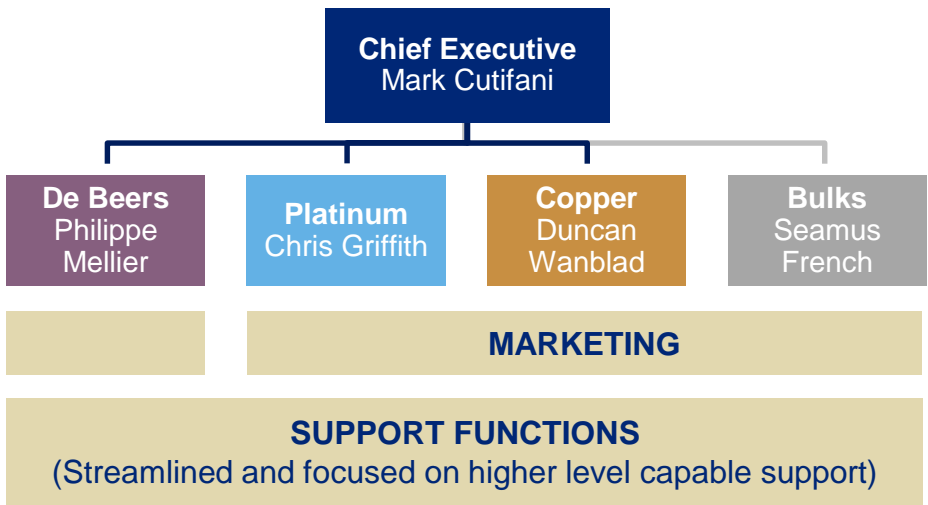 Chief Executive
Mark Cutifani
De Beers
Philippe
Mellier
Platinum
Chris Griffith
Copper
Duncan
Wanblad
Bulks
Seamus
French
MARKETING
SUPPORT FUNCTIONS
(Streamlined and focused on higher level capable support)